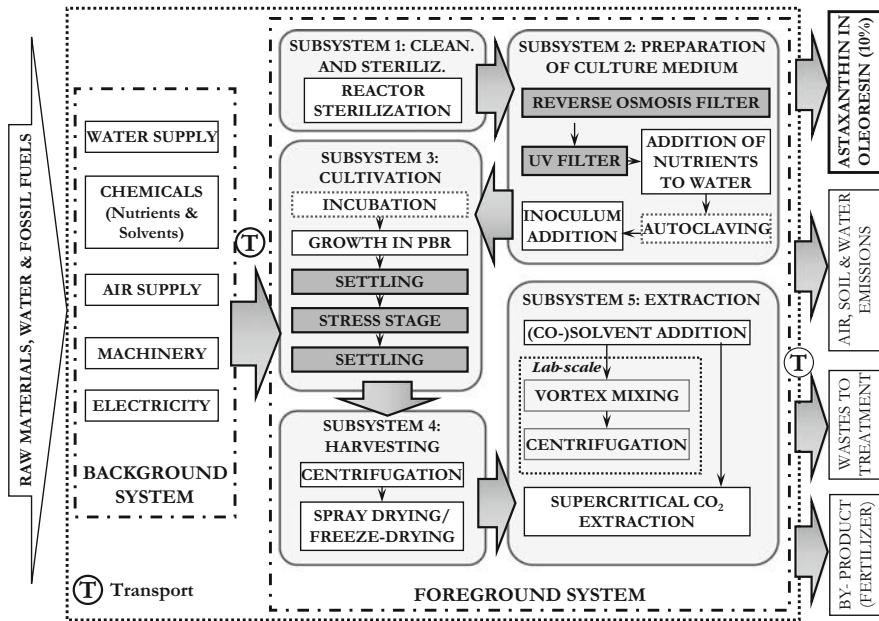 RAW MATERIALS, WATER & FOSSIL FUELS
WATER SUPPLY
CHEMICALS
(Nutrients &
Solvents)
AIR SUPPLY
MACHINERY
ELECTRICITY
BACKGROUND
SYSTEM
T
T Transport
SUBSYSTEM 1: CLEAN.
AND STERILIZ.
REACTOR
STERILIZATION
SUBSYSTEM 2: PREPARATION
OF CULTURE MEDIUM
REVERSE OSMOSIS FILTER
UV FILTER
ADDITION OF
NUTRIENTS
TO WATER
AUTOCLAVING
INOCULUM
ADDITION
SUBSYSTEM 3:
CULTIVATION
INCUBATION
GROWTH IN PBR
SETTLING
STRESS STAGE
SETTLING
SUBSYSTEM 4:
HARVESTING
CENTRIFUGATION
SPRAY DRYING/
FREEZE-DRYING
SUBSYSTEM 5: EXTRACTION
(CO-)SOLVENT ADDITION
Lab-scale
VORTEX MIXING
CENTRIFUGATION
SUPERCRITICAL CO₂
EXTRACTION
FOREGROUND SYSTEM
T
ASTAXANTHIN IN
OLEORESIN (10%)
AIR, SOIL & WATER
EMISSIONS
WASTES TO
TREATMENT
BY- PRODUCT
(FERTILIZER)